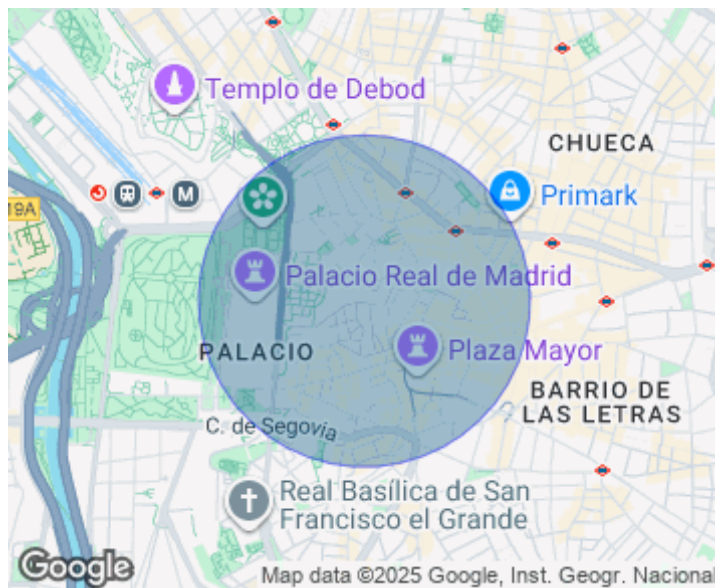 Templo de Debod
CHUECA
Primark
19A
M
Palacio Real de Madrid
PALACIO
Plaza Mayor
BARRIO DE
LAS LETRAS
C. de Segovia
Real Basílica de San
Francisco el Grande
Google
Map data ©2025 Google, Inst. Geogr. Nacional